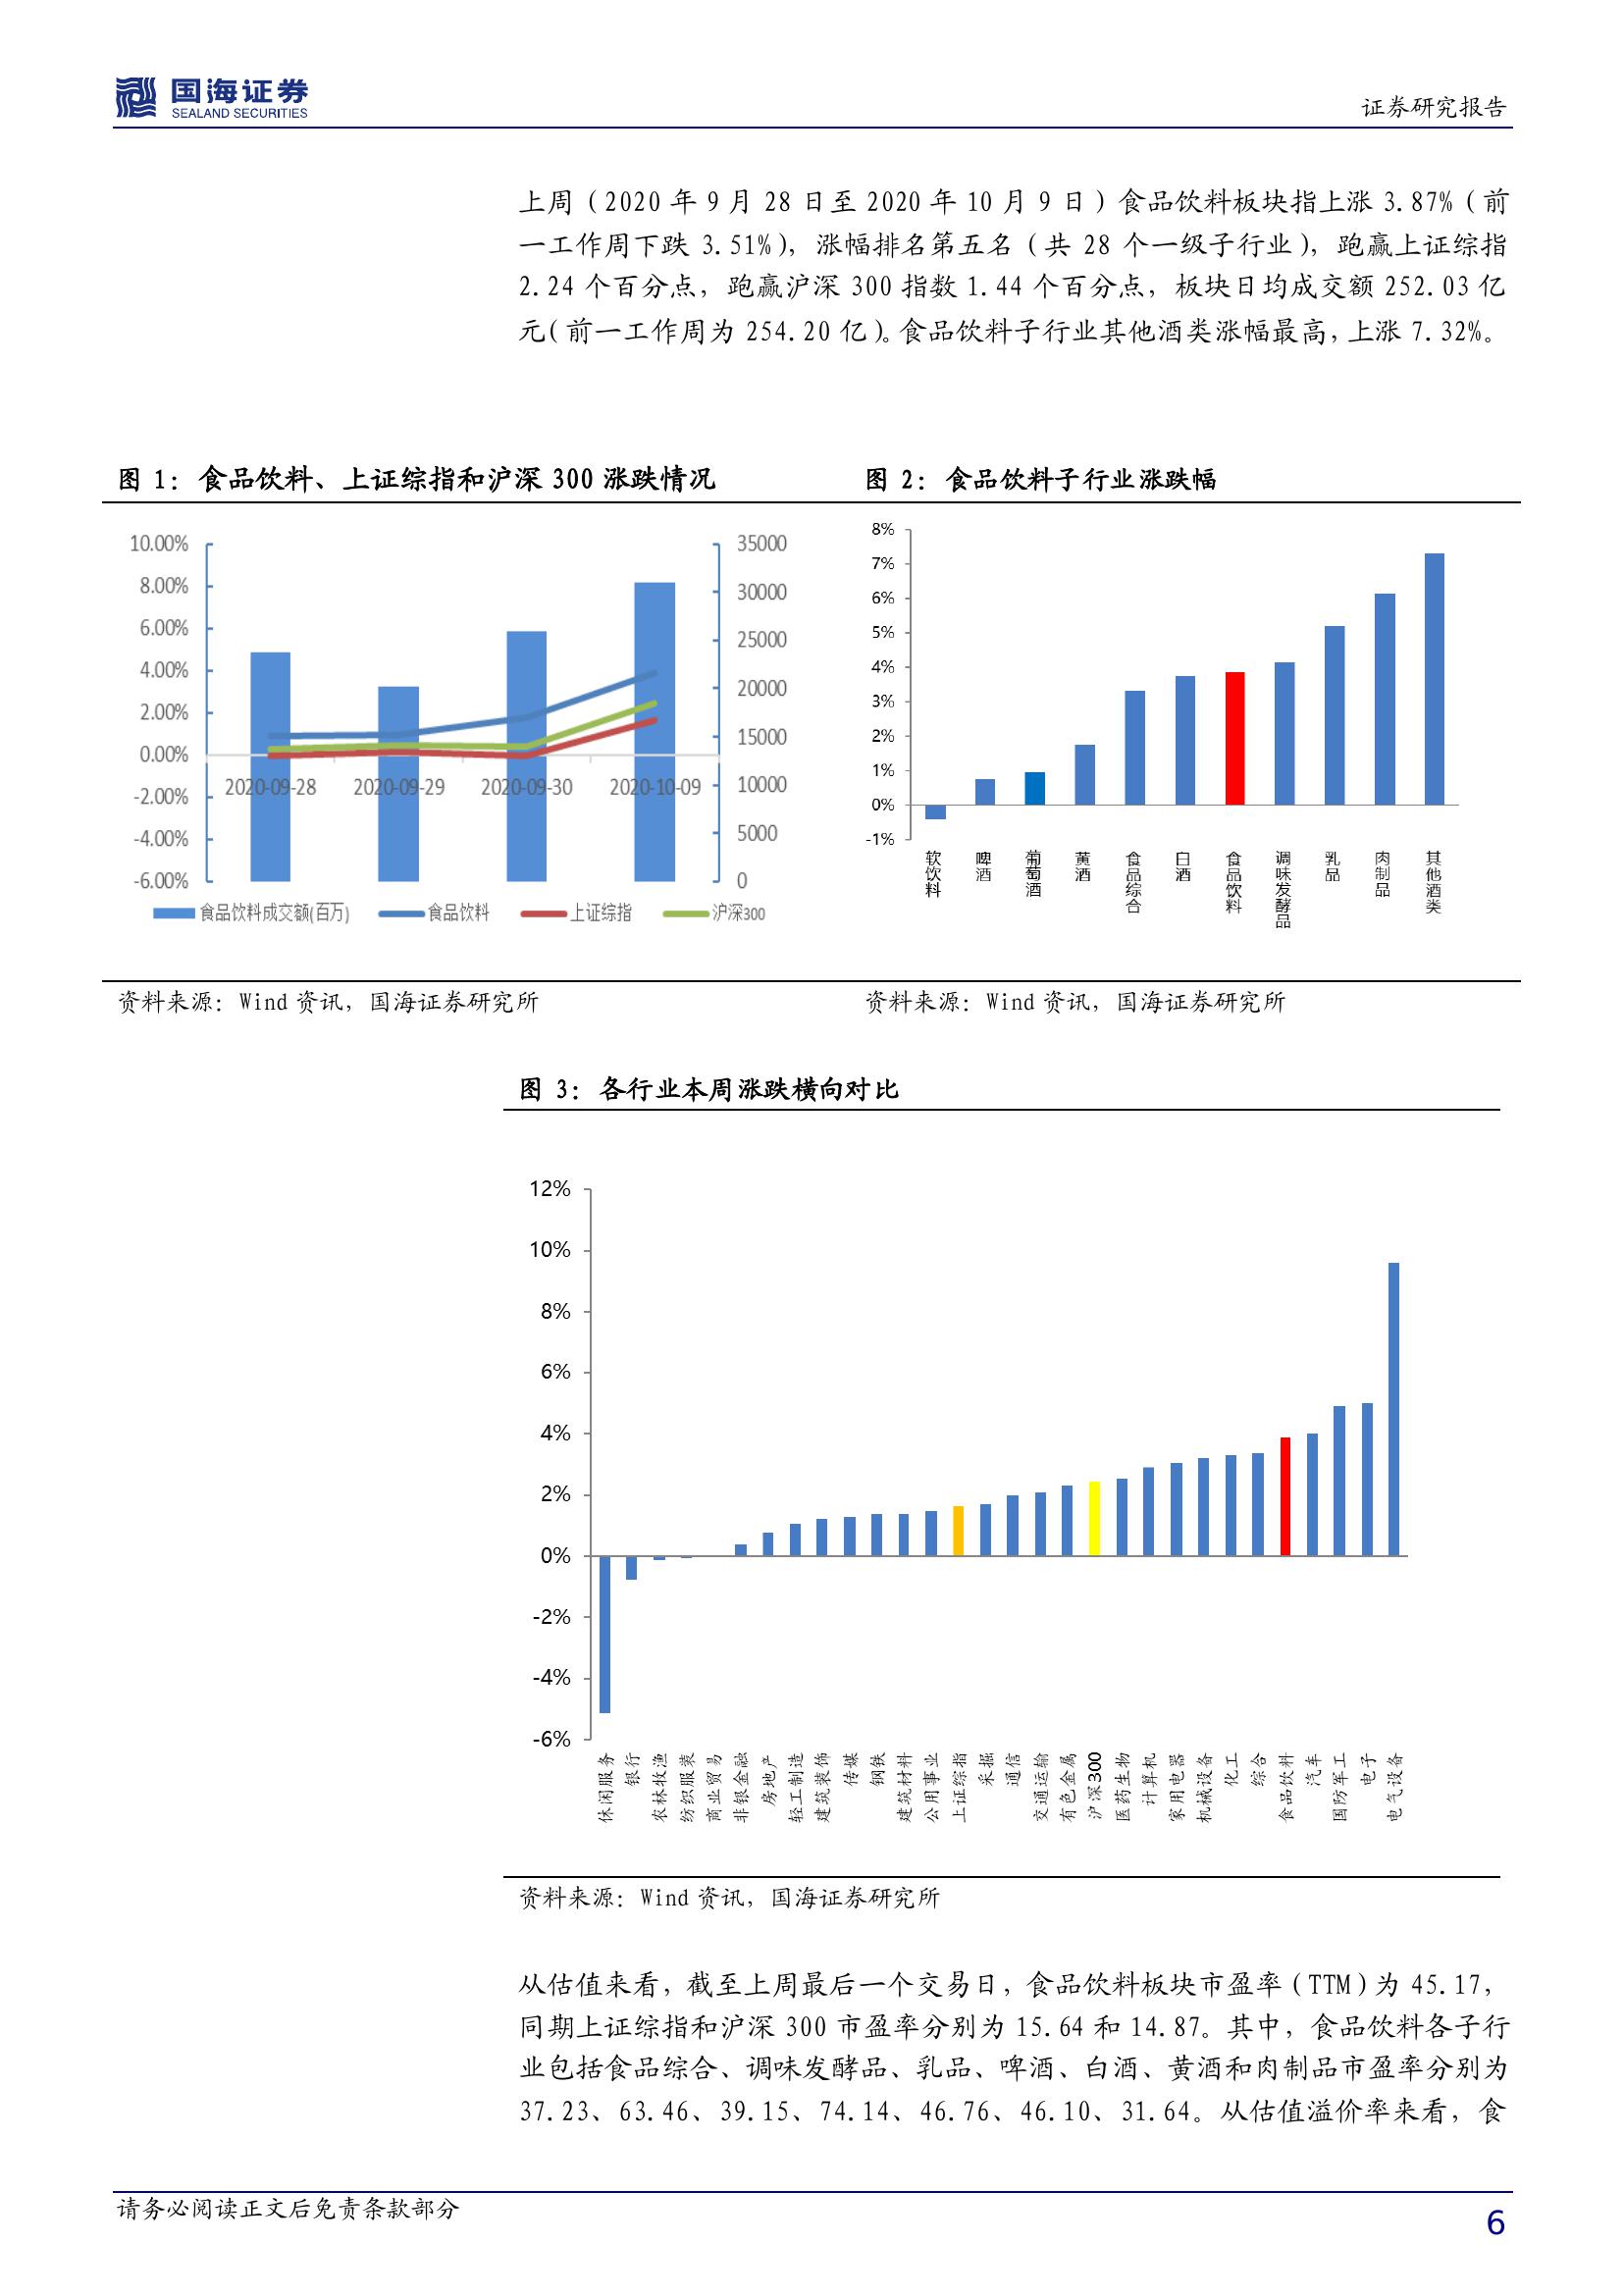 国海证券
SEALAND SECURITIES
证券研究报告
上周（2020 年 9 月 28 日至 2020 年 10 月 9 日）食品饮料板块指上涨 3.87%（前
一工作周下跌 3.51%），涨幅排名第五名（共 28 个一级子行业），跑赢上证综指
2.24 个百分点，跑赢沪深 300 指数 1.44 个百分点，板块日均成交额 252.03 亿
元（前一工作周为 254.20 亿）。食品饮料子行业其他酒类涨幅最高，上涨 7.32%。
图 1：食品饮料、上证综指和沪深 300 涨跌情况
10.00%
8.00%
6.00%
4.00%
2.00%
0.00%
-2.00%
-4.00%
-6.00%
35000
30000
25000
20000
15000
10000
5000
0
2020-09-28 2020-09-29 2020-09-30 2020-10-09
食品饮料成交额(百万) 食品饮料 上证综指 沪深300
资料来源：Wind 资讯，国海证券研究所
图 2：食品饮料子行业涨跌幅
8%
7%
6%
5%
4%
3%
2%
1%
0%
-1%
软饮料
啤酒
葡萄酒
黄酒
食品综合
白酒
食品饮料
调味发酵品
乳品
肉制品
其他酒类
资料来源：Wind 资讯，国海证券研究所
图 3：各行业本周涨跌横向对比
12%
10%
8%
6%
4%
2%
0%
-2%
-4%
-6%
休闲服务
银行
农林牧渔
纺织服装
商业贸易
非银金融
房地产
轻工制造
建筑装饰
传媒
钢铁
建筑材料
公用事业
上证综指
采掘
通信
交通运输
有色金属
沪深300
医药生物
计算机
家用电器
机械设备
化工
综合
食品饮料
汽车
国防军工
电子
电气设备
资料来源：Wind 资讯，国海证券研究所
从估值来看，截至上周最后一个交易日，食品饮料板块市盈率（TTM）为 45.17，
同期上证综指和沪深 300 市盈率分别为 15.64 和 14.87。其中，食品饮料各子行
业包括食品综合、调味发酵品、乳品、啤酒、白酒、黄酒和肉制品市盈率分别为
37.23、63.46、39.15、74.14、46.76、46.10、31.64。从估值溢价率来看，食
请务必阅读正文后免责条款部分
6